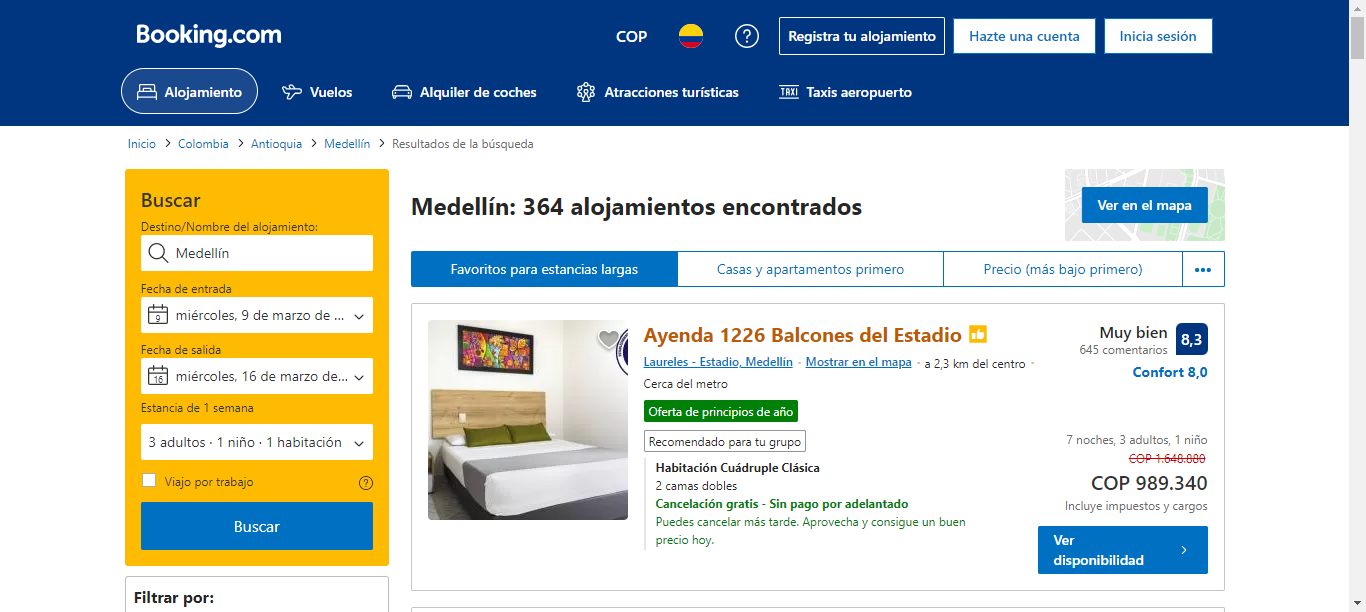 Booking.com
COP
Registra tu alojamiento
Hazte una cuenta
Inicia sesión
Alojamiento
Vuelos
Alquiler de coches
Atracciones turísticas
TAXI Taxis aeropuerto
Inicio > Colombia > Antioquia > Medellín > Resultados de la búsqueda
Buscar
Destino/Nombre del alojamiento:
Medellín
Fecha de entrada
9 miércoles, 9 de marzo de ...
Fecha de salida
16 miércoles, 16 de marzo de...
Estancia de 1 semana
3 adultos · 1 niño · 1 habitación
Viajo por trabajo
Buscar
Filtrar por:
Medellín: 364 alojamientos encontrados
Ver en el mapa
Favoritos para estancias largas
Casas y apartamentos primero
Precio (más bajo primero)
Ayenda 1226 Balcones del Estadio
Laureles - Estadio, Medellín · Mostrar en el mapa · a 2,3 km del centro ·
Cerca del metro
Oferta de principios de año
Recomendado para tu grupo
Habitación Cuádruple Clásica
2 camas dobles
Cancelación gratis - Sin pago por adelantado
Puedes cancelar más tarde. Aprovecha y consigue un buen
precio hoy.
Muy bien 8,3
645 comentarios
Confort 8,0
7 noches, 3 adultos, 1 niño
COP 1.648.880
COP 989.340
Incluye impuestos y cargos
Ver
disponibilidad